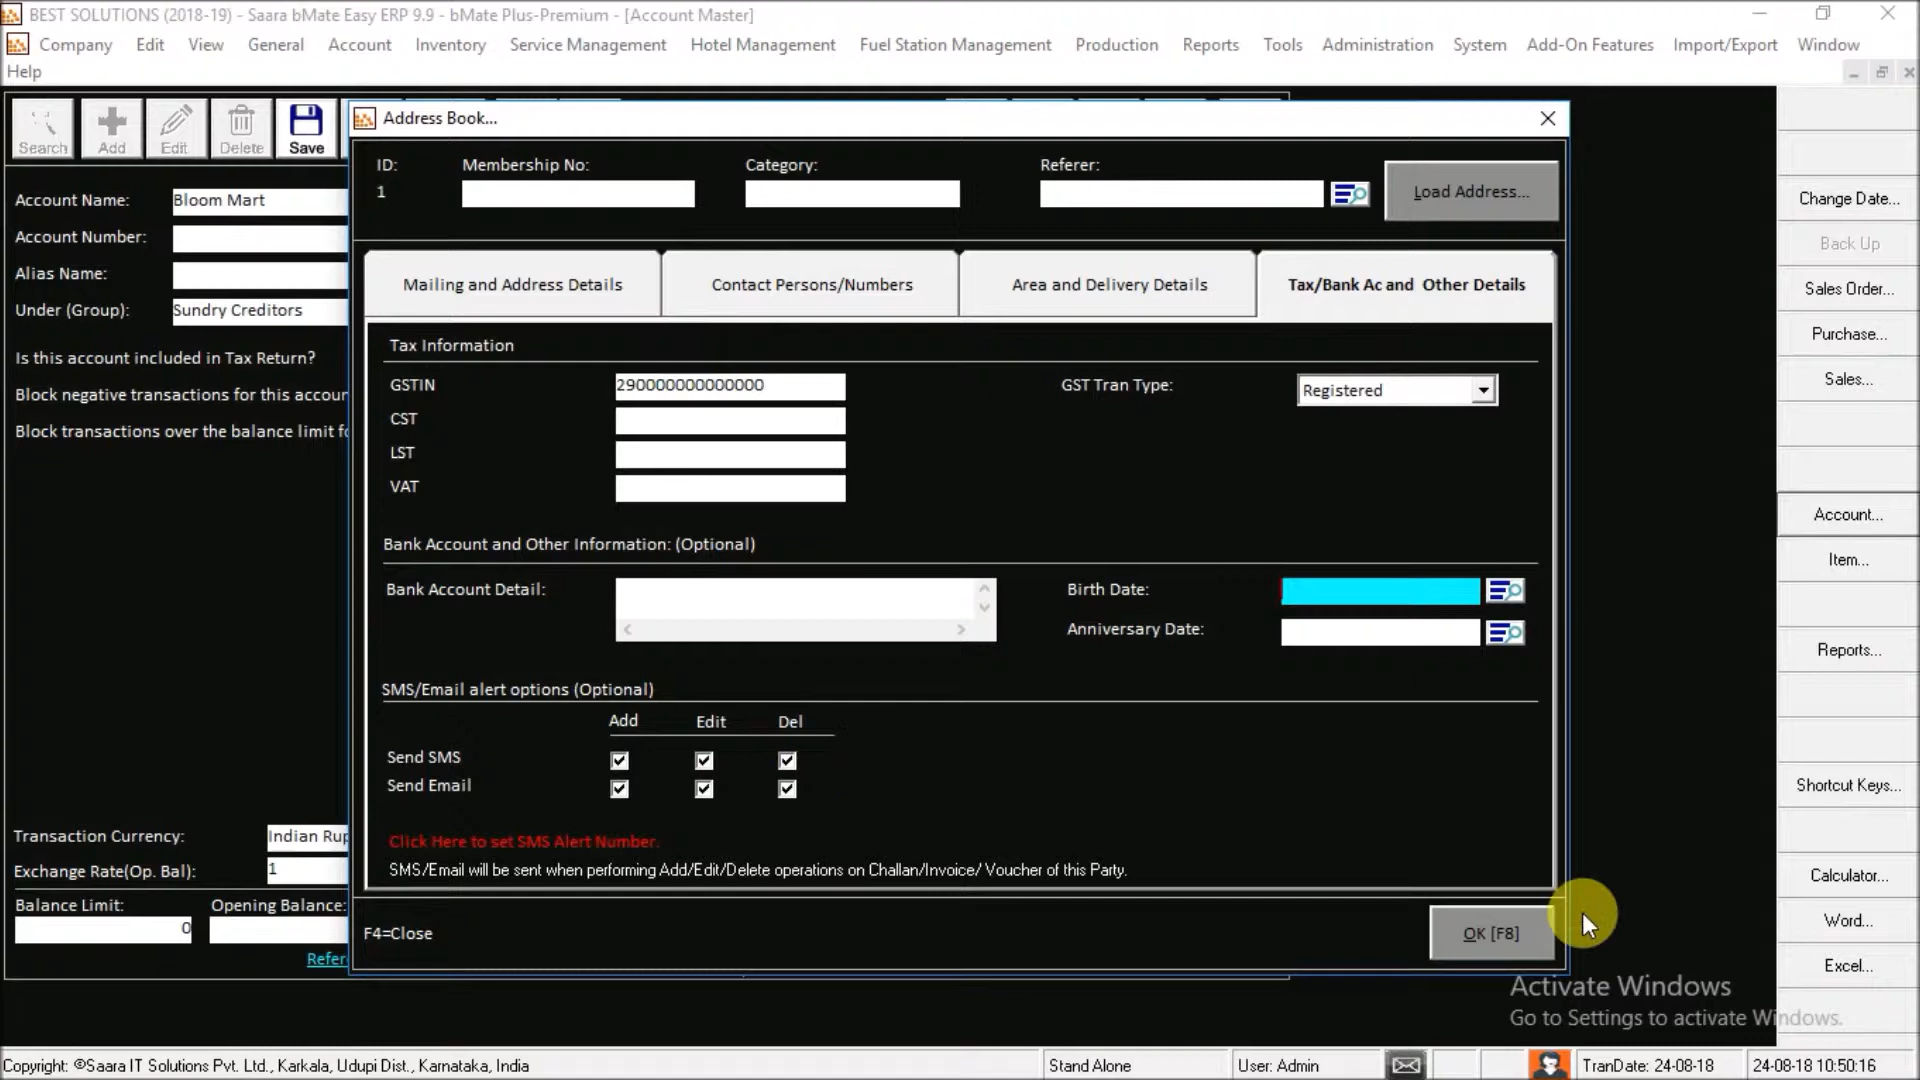 BEST SOLUTIONS (2018-19) - Saara bMate Easy ERP 9.9 - bMate Plus-Premium - [Account Master]
Company Edit View General Account Inventory Service Management Hotel Management Fuel Station Management Production Reports Tools Administration System Add-On Features Import/Export Window
Help
Search Add Edit Delete Save
Address Book...
ID: Membership No: Category: Referer:
1 Load Address...
Account Name: Bloom Mart
Account Number:
Alias Name:
Under (Group): Sundry Creditors
Is this account included in Tax Return?
Block negative transactions for this accour
Block transactions over the balance limit fo
Mailing and Address Details Contact Persons/Numbers Area and Delivery Details Tax/Bank Ac and Other Details
Tax Information
GSTIN 290000000000000 GST Tran Type: Registered
CST
LST
VAT
Bank Account and Other Information: (Optional)
Bank Account Detail: Birth Date:
Anniversary Date:
SMS/Email alert options (Optional)
Add Edit Del
Send SMS
Send Email
Click Here to set SMS Alert Number.
SMS/Email will be sent when performing Add/Edit/Delete operations on Challan/Invoice/ Voucher of this Party.
F4=Close OK [F8]
Transaction Currency: Indian Rup
Exchange Rate(Op. Bal): 1
Balance Limit: Opening Balance:
0
Refere
Change Date...
Back Up
Sales Order...
Purchase...
Sales...
Account...
Item...
Reports...
Shortcut Keys...
Calculator...
Word...
Excel...
Activate Windows
Go to Settings to activate Windows.
Copyright: ©Saara IT Solutions Pvt. Ltd., Karkala, Udupi Dist., Karnataka, India Stand Alone User: Admin TranDate: 24-08-18 24-08-18 10:50:16